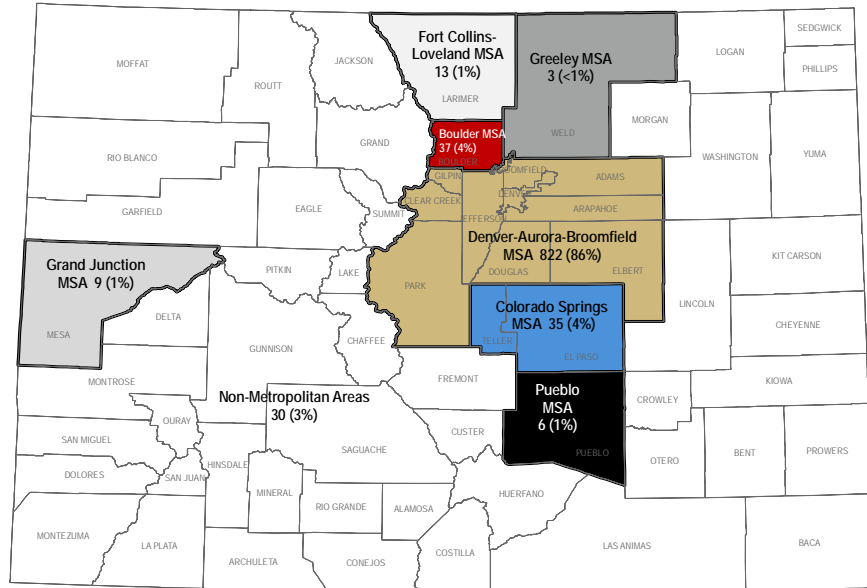 SEDGWICK
Fort Collins-
Loveland MSA
13 (1%)
Greeley MSA
3 (<1%)
LOGAN
JACKSON
MOFFAT
PHILLIPS
ROUTT
LARIMER
MORGAN
Boulder MSA
37 (4%)
WELD
GRAND
BOULDER
RIO BLANCO
WASHINGTON
YUMA
GILPIN
ADAMS
DENVER
CLEAR CREEK
GARFIELD
EAGLE
SUMMIT
ARAPAHOE
Denver-Aurora-Broomfield
MSA 822 (86%)
KIT CARSON
Grand Junction
MSA 9 (1%)
PITKIN
LAKE
DOUGLAS
ELBERT
PARK
LINCOLN
DELTA
Colorado Springs
MSA 35 (4%)
CHEYENNE
MESA
GUNNISON
CHAFFEE
TELLER
EL PASO
MONTROSE
FREMONT
KIOWA
Non-Metropolitan Areas
30 (3%)
Pueblo
MSA
6 (1%)
CROWLEY
OURAY
CUSTER
SAN MIGUEL
SAGUACHE
PUEBLO
BENT
PROWERS
HINSDALE
OTERO
DOLORES
SAN JUAN
MINERAL
HUERFANO
RIO GRANDE
ALAMOSA
MONTEZUMA
LA PLATA
LAS ANIMAS
BACA
COSTILLA
ARCHULETA
CONEJOS